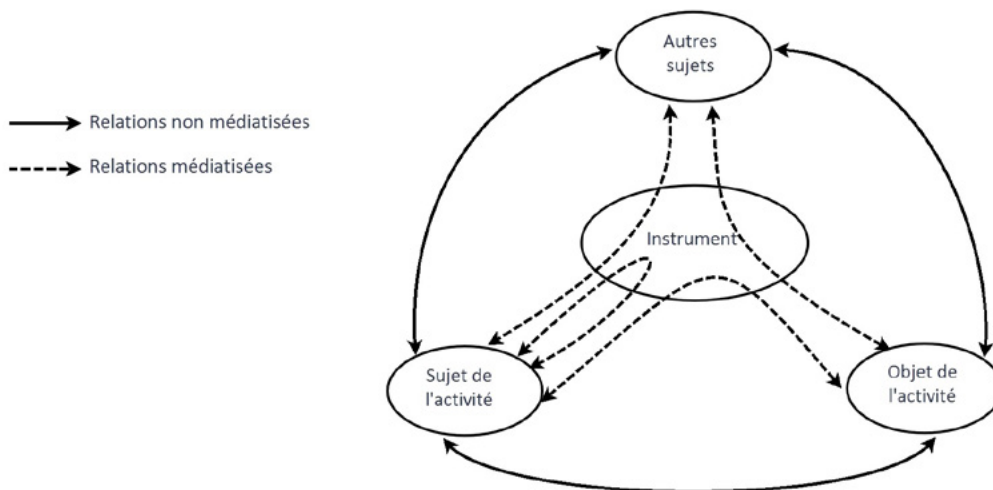 Autres
sujets
Relations non médiatisées
Relations médiatisées
Instrument
Sujet de
l'activité
Objet de
l'activité